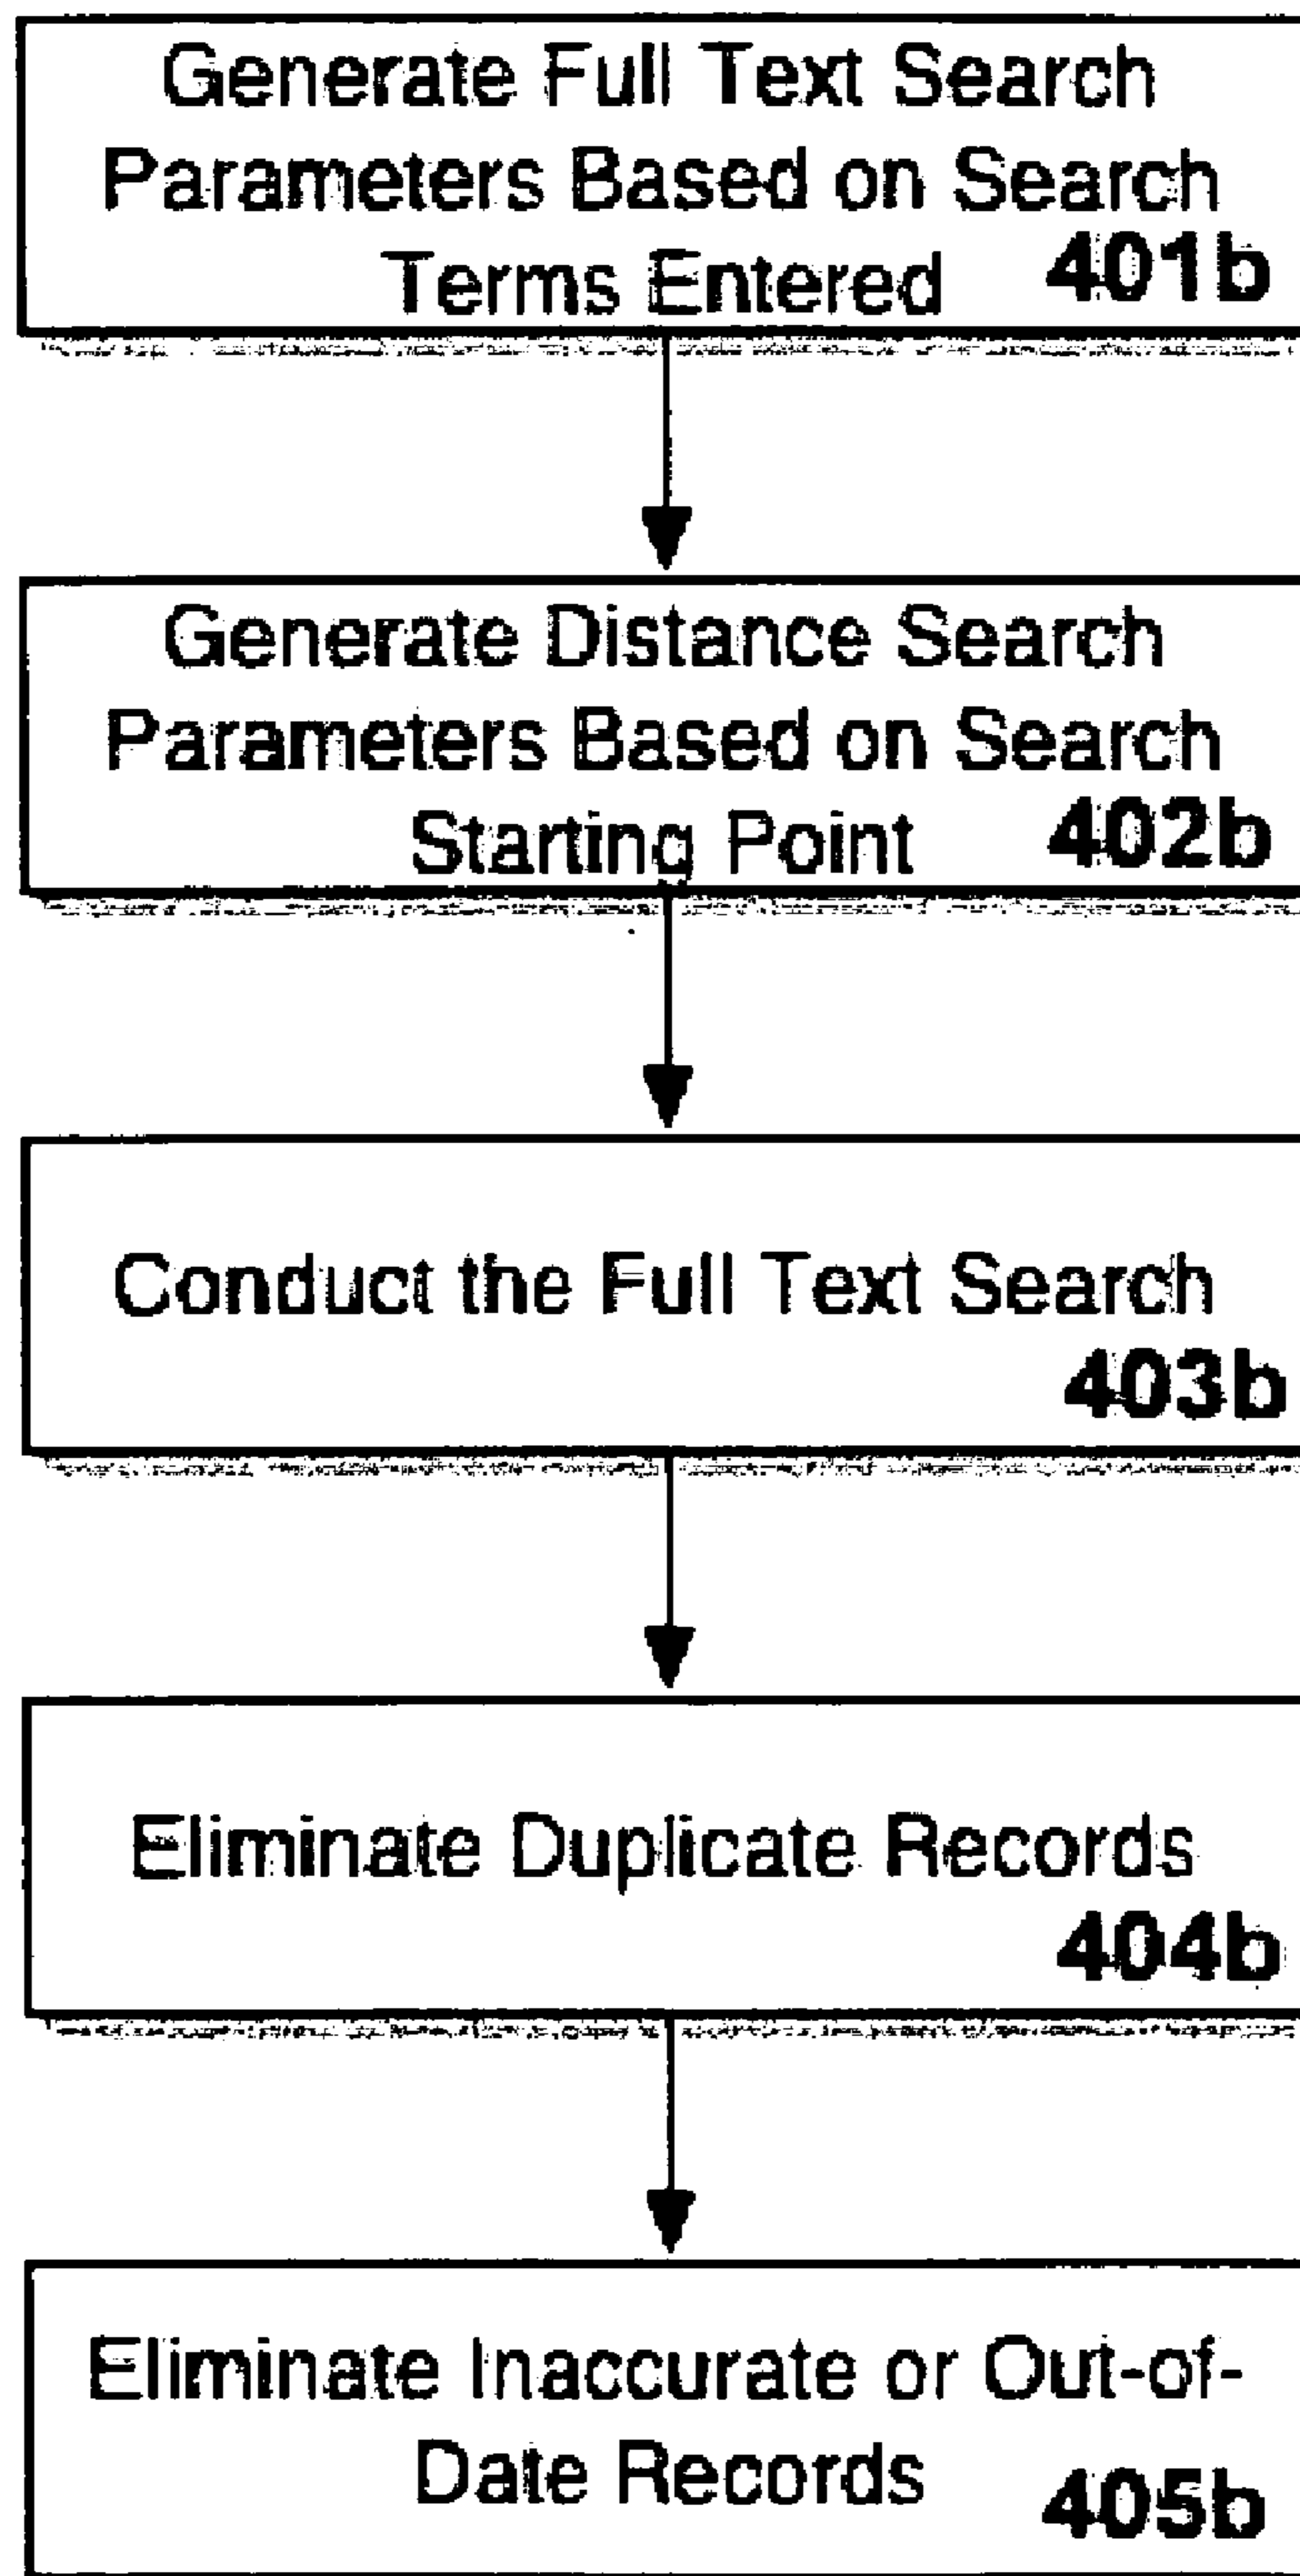 Generate Full Text Search
Parameters Based on Search
Terms Entered 401b
Generate Distance Search
Parameters Based on Search
Starting Point 402b
Conduct the Full Text Search
403b
Eliminate Duplicate Records
404b
Eliminate Inaccurate or Out-of-
Date Records 405b